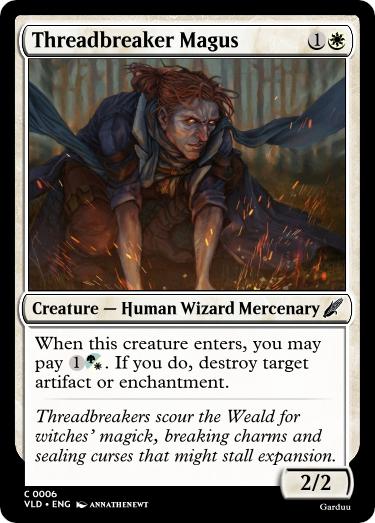 Threadbreaker Magus 1
Creature — Human Wizard Mercenary
When this creature enters, you may
pay 1. If you do, destroy target
artifact or enchantment.
Threadbreakers scour the Weald for
witches' magick, breaking charms and
sealing curses that might stall expansion.
2/2
C 0006
VLD • ENG ANNATHENEWT
Garduu